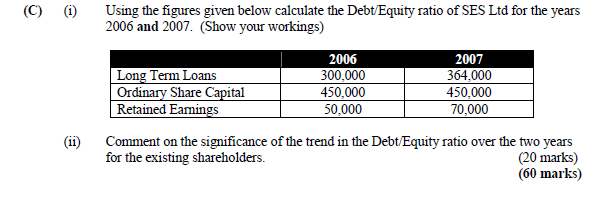 (C) (i) Using the figures given below calculate the Debt/Equity ratio of SES Ltd for the years
2006 and 2007. (Show your workings)
2006 2007
Long Term Loans 300,000 364,000
Ordinary Share Capital 450,000 450,000
Retained Earnings 50,000 70,000
(ii) Comment on the significance of the trend in the Debt/Equity ratio over the two years
for the existing shareholders. (20 marks)
(60 marks)